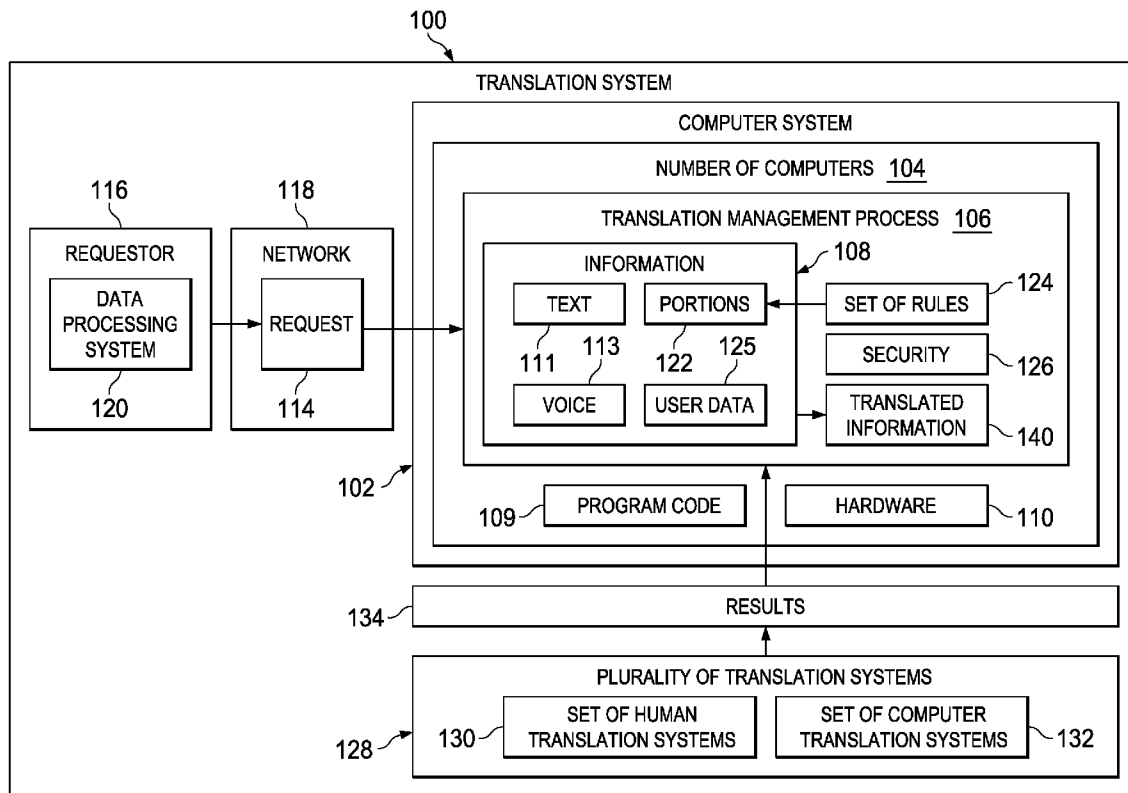 100
TRANSLATION SYSTEM
COMPUTER SYSTEM
NUMBER OF COMPUTERS 104
116
118
TRANSLATION MANAGEMENT PROCESS 106
REQUESTOR
NETWORK
INFORMATION
108
DATA
PROCESSING
SYSTEM
REQUEST
TEXT
PORTIONS
SET OF RULES
124
111
113
122
125
SECURITY
126
120
114
VOICE
USER DATA
TRANSLATED
INFORMATION
140
102
109
PROGRAM CODE
HARDWARE
110
134
RESULTS
PLURALITY OF TRANSLATION SYSTEMS
128
130
SET OF HUMAN
TRANSLATION SYSTEMS
SET OF COMPUTER
TRANSLATION SYSTEMS
132